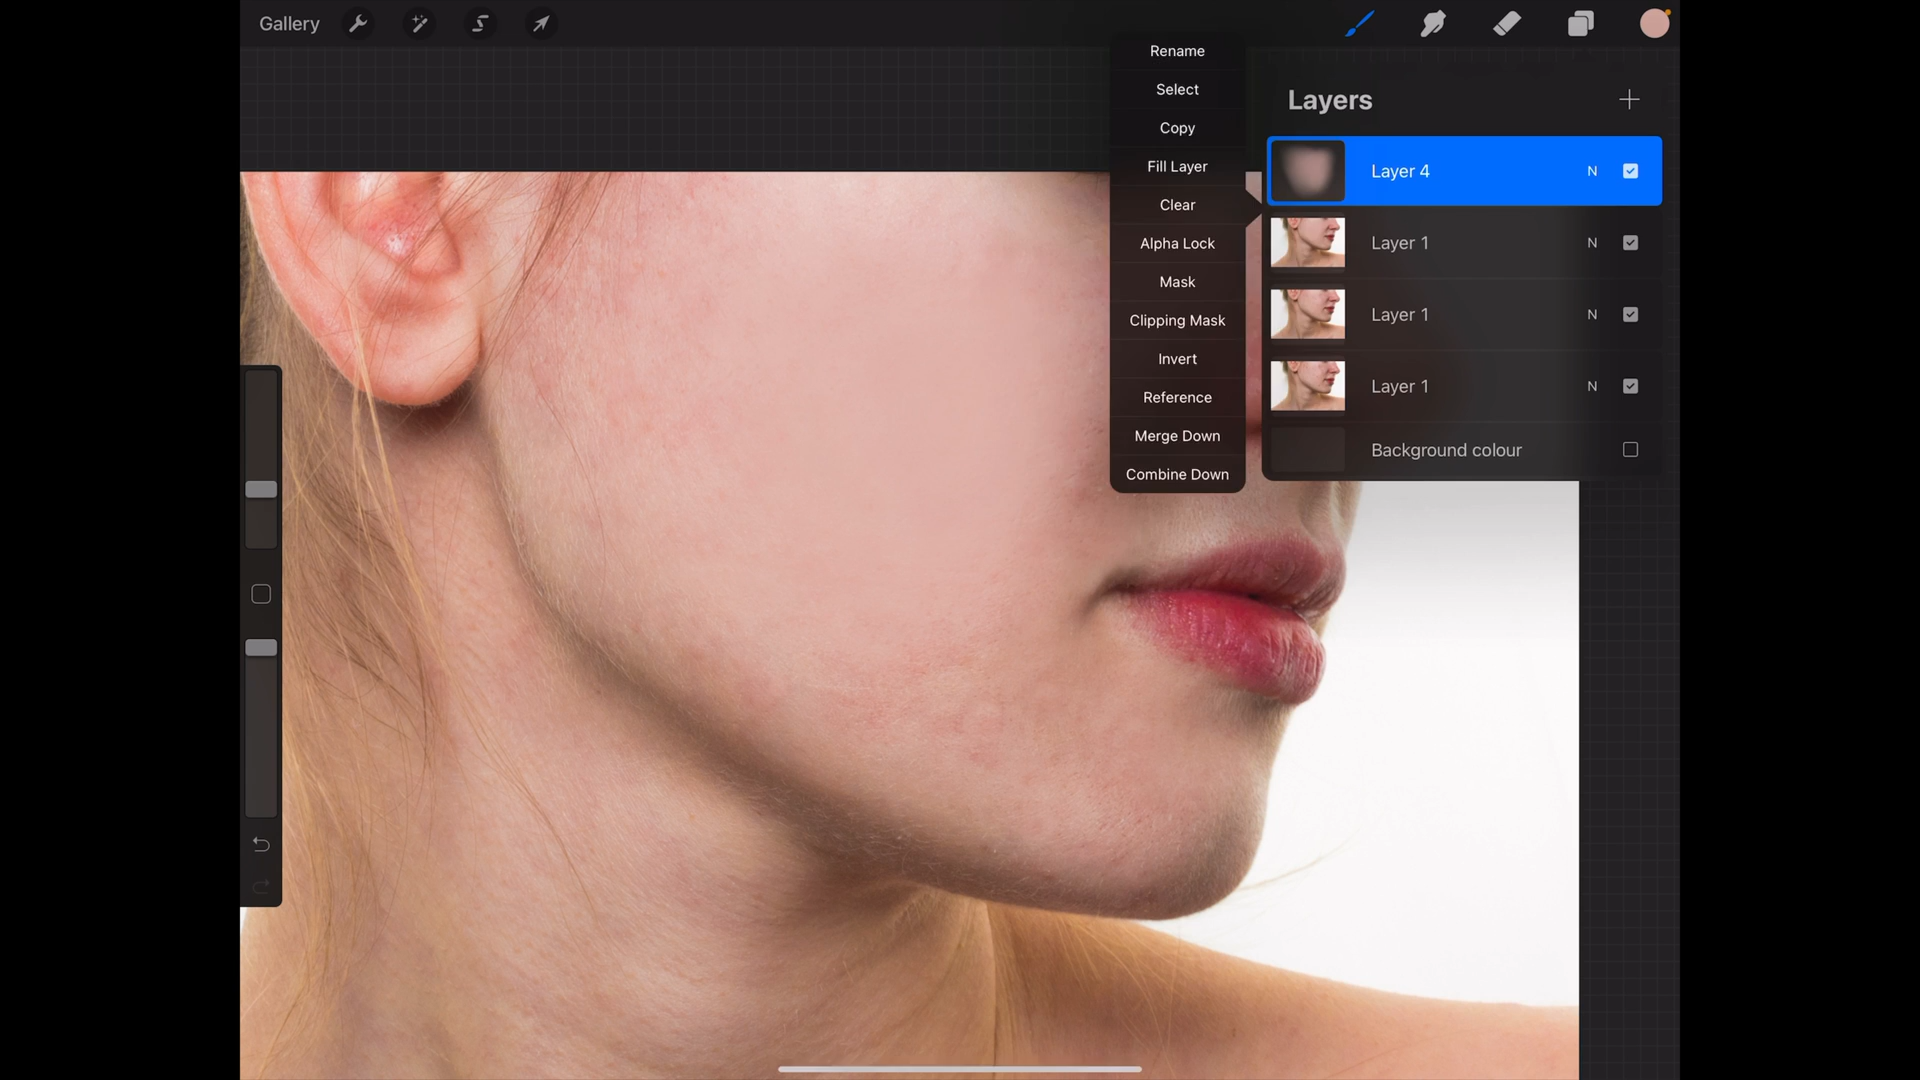 Gallery
Rename
Select
Copy
Fill Layer
Clear
Alpha Lock
Mask
Clipping Mask
Invert
Reference
Merge Down
Combine Down
Layers
Layer 4 N
Layer 1 N
Layer 1 N
Layer 1 N
Background colour